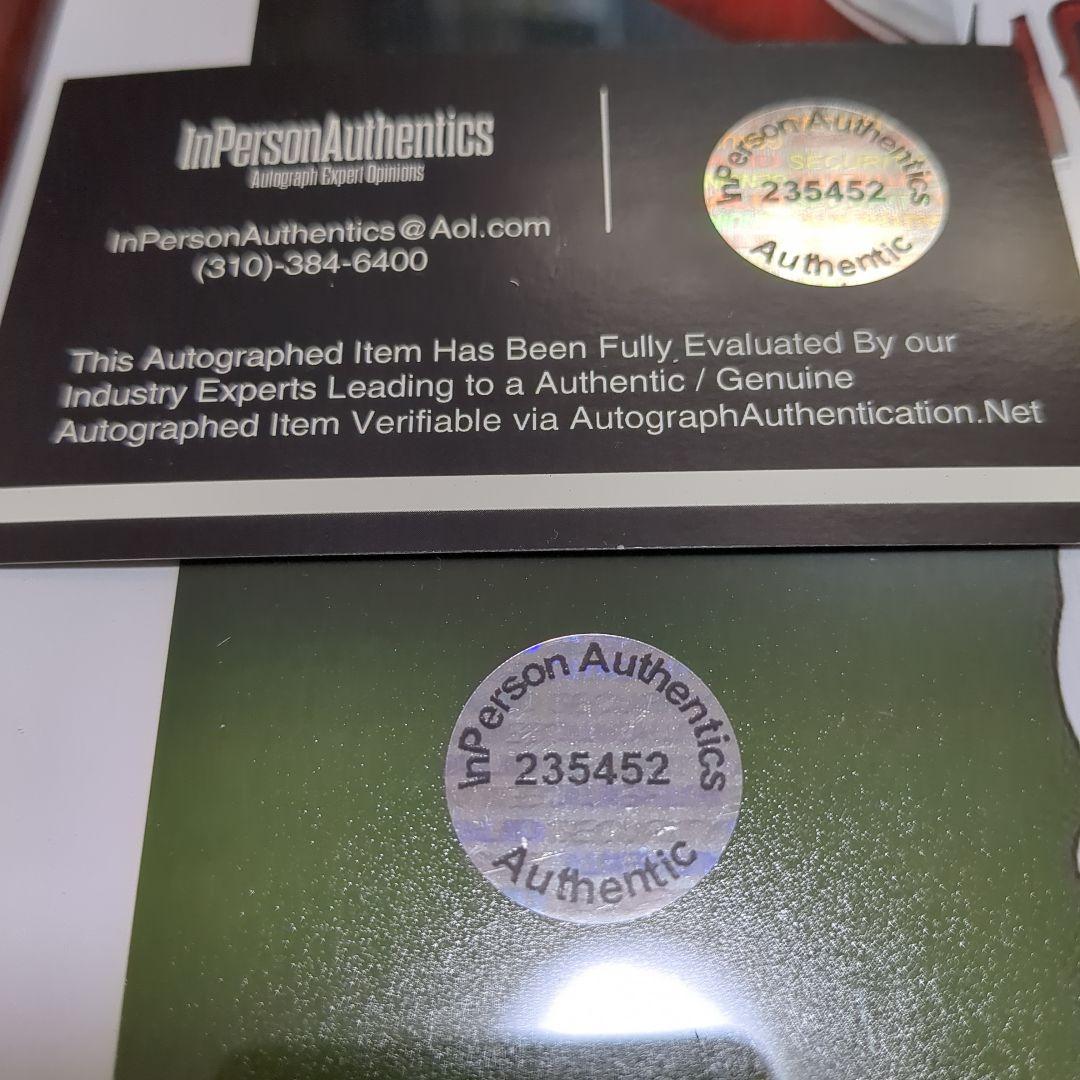 InPersonAuthentics
Autograph Expert Opinions
InPersonAuthentics@Aol.com
(310)-384-6400
InPerson Authentics
235452
Authentic
This Autographed Item Has Been Fully Evaluated By our
Industry Experts Leading to a Authentic / Genuine
Autographed Item Verifiable via AutographAuthentication.Net
InPerson Authentics
235452
Authentic